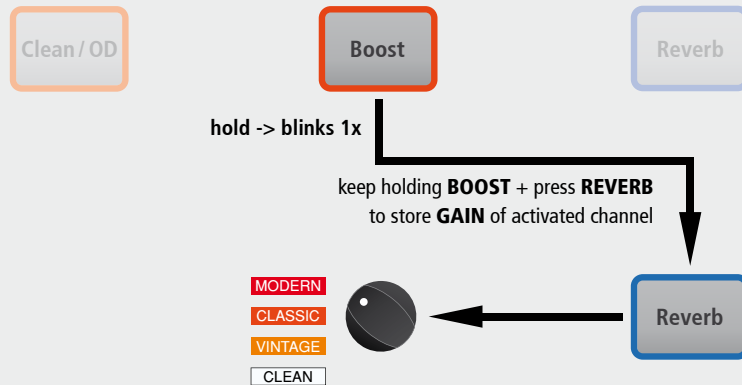 Clean / OD
Boost
Reverb
hold -> blinks 1x
keep holding BOOST + press REVERB
to store GAIN of activated channel
MODERN
CLASSIC
VINTAGE
CLEAN
Reverb